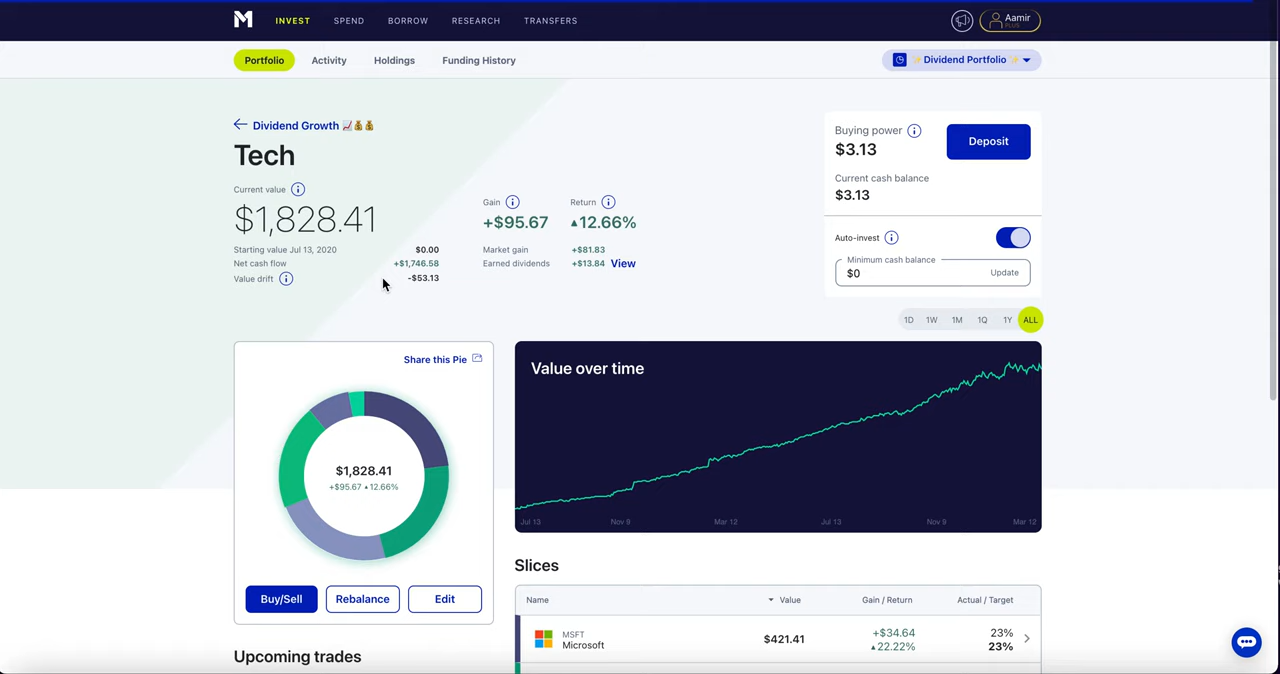 INVEST SPEND BORROW RESEARCH TRANSFERS
Aamir
PLUS
Portfolio Activity Holdings Funding History
✨ Dividend Portfolio ✨
Dividend Growth 📈💰💰
Tech
Current value
$1,828.41
Starting value Jul 13, 2020 $0.00
Net cash flow +$1,746.58
Value drift -$53.13
Gain Return
+$95.67 ▲12.66%
Market gain +$81.83
Earned dividends +$13.84 View
Buying power
$3.13
Deposit
Current cash balance
$3.13
Auto-invest
Minimum cash balance
$0 Update
1D 1W 1M 1Q 1Y ALL
Share this Pie
$1,828.41
+$95.67 ▲12.66%
Buy/Sell Rebalance Edit
Upcoming trades
Value over time
Jul 13 Nov 9 Mar 12 Jul 13 Nov 9 Mar 12
Slices
Name Value Gain / Return Actual / Target
MSFT
Microsoft
$421.41
+$34.64
▲22.22%
23%
23%